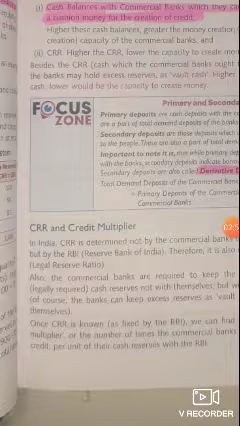 (i) Cash Balances with Commercial Banks which they ca
a cushion money for the creation of credit.
Higher these cash balances, greater the money creation
creation) capacity of the commercial banks, and
(ii) CRR. Higher the CRR, lower the capacity to create mon
Besides the CRR (cash which the commercial banks ought
the banks may hold excess reserves, as 'vault cash'. Higher
cash, lower would be the capacity to create money.
FOCUS
ZONE
Primary and Seconda
Primary deposits are cash deposits with the co
are a part of total demand deposits of the banks
Secondary deposits are those deposits which
to the people. These are also a part of total dema
Important to note it is, that while primary dep
with the banks, secondary deposits indicate borro
Secondary deposits are also called Derivative D
Total Demand Deposits of the Commercial Bank
= Primary Deposits of the Commercial
Commercial Banks
02:5
CRR and Credit Multiplier
In India, CRR is determined not by the commercial banks
but by the RBI (Reserve Bank of India). Therefore, it is also
(Legal Reserve Ratio)
Also, the commercial banks are required to keep the
(legally required) cash reserves not with themselves, but w
(of course, the banks can keep excess reserves as 'vault
themselves).
Once CRR is known (as fixed by the RBI), we can find
multiplier', or the number of times the commercial banks
credit, per unit of their cash reserves with the RBI.
V RECORDER